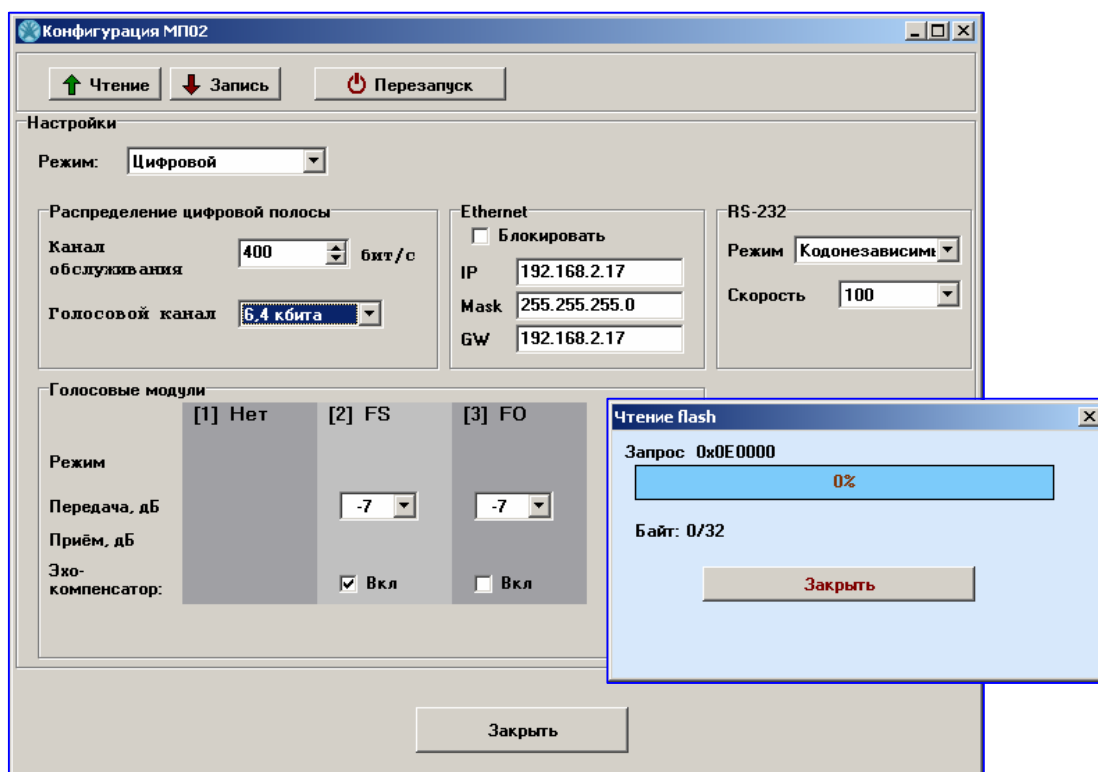 Конфигурация МП02
Чтение Запись Перезапуск
Настройки
Режим: Цифровой
Распределение цифровой полосы
Канал обслуживания 400 бит/с
Голосовой канал 6,4 кбита
Ethernet
Блокировать
IP 192.168.2.17
Mask 255.255.255.0
GW 192.168.2.17
RS-232
Режим Кодонезависимы
Скорость 100
Голосовые модули
[1] Нет [2] FS [3] FO
Режим
Передача, дБ -7 -7
Приём, дБ
Эхо-
компенсатор: Вкл Вкл
Чтение flash
Запрос 0x0E0000
0%
Байт: 0/32
Закрыть
Закрыть